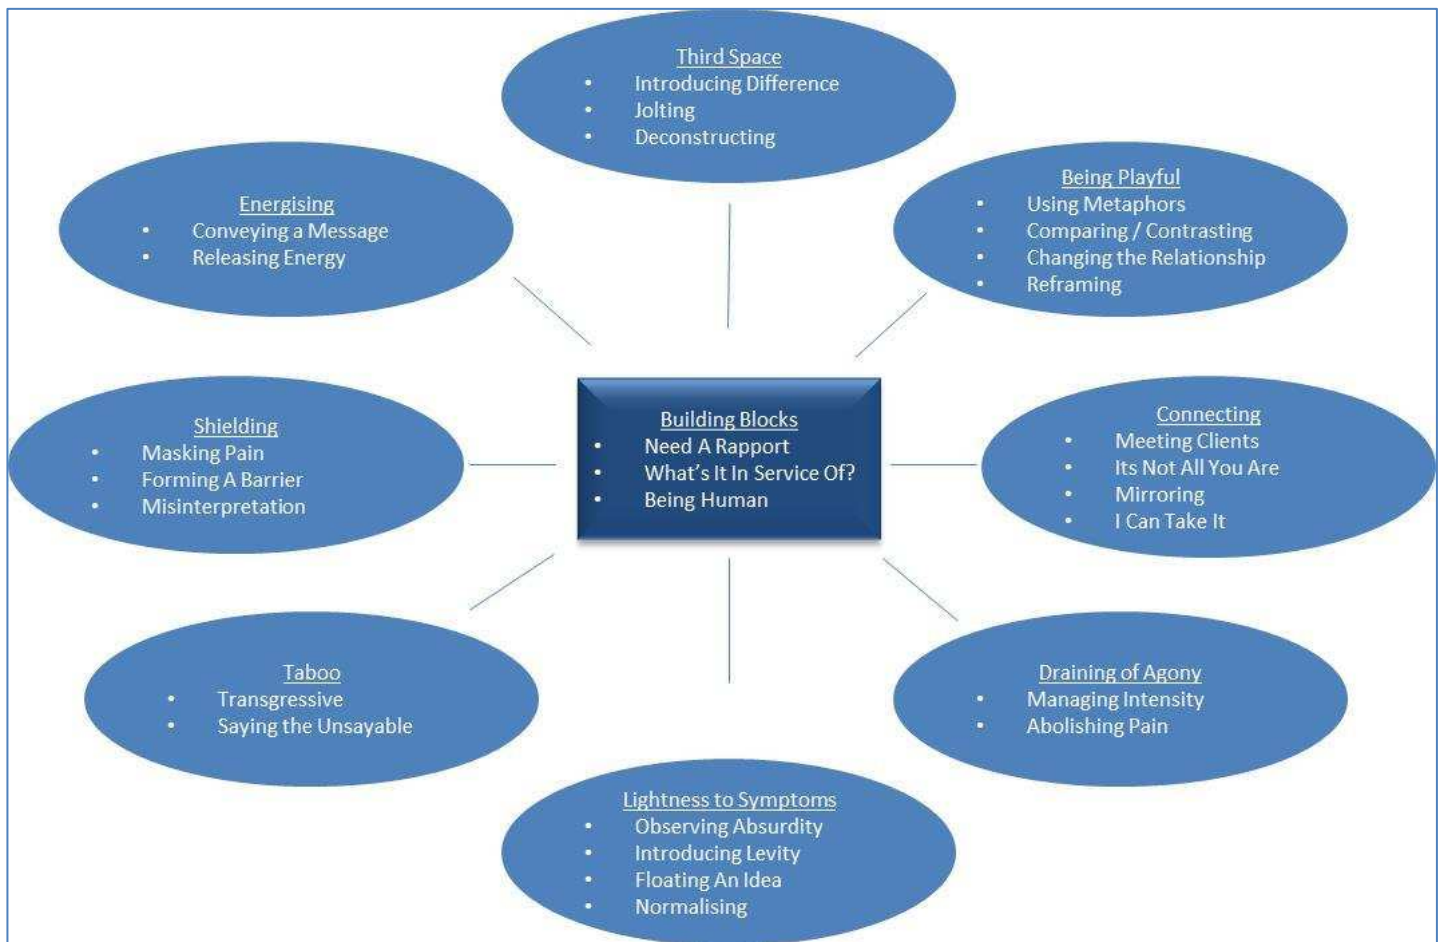 Third Space
• Introducing Difference
• Jolting
• Deconstructing
Being Playful
• Using Metaphors
• Comparing / Contrasting
• Changing the Relationship
• Reframing
Energising
• Conveying a Message
• Releasing Energy
Shielding
• Masking Pain
• Forming A Barrier
• Misinterpretation
Building Blocks
• Need A Rapport
• What's It In Service Of?
• Being Human
Connecting
• Meeting Clients
• Its Not All You Are
• Mirroring
• I Can Take It
Taboo
• Transgressive
• Saying the Unsayable
Draining of Agony
• Managing Intensity
• Abolishing Pain
Lightness to Symptoms
• Observing Absurdity
• Introducing Levity
• Floating An Idea
• Normalising